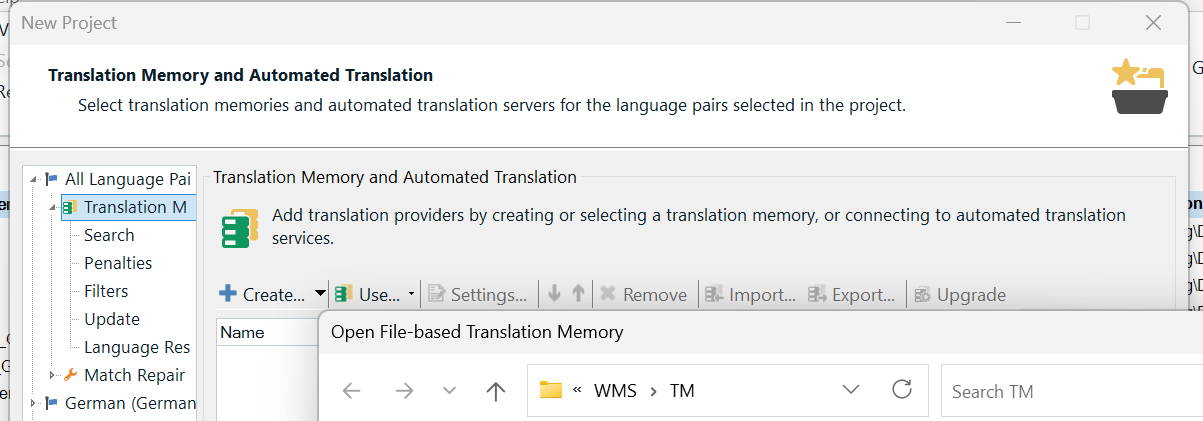 New Project
Translation Memory and Automated Translation
Select translation memories and automated translation servers for the language pairs selected in the project.
All Language Pai
Translation M
Search
Penalties
Filters
Update
Language Res
Match Repair
German (German
Translation Memory and Automated Translation
Add translation providers by creating or selecting a translation memory, or connecting to automated translation
services.
Create... Use... Settings... Remove Import... Export... Upgrade
Name
Open File-based Translation Memory
« WMS > TM
Search TM